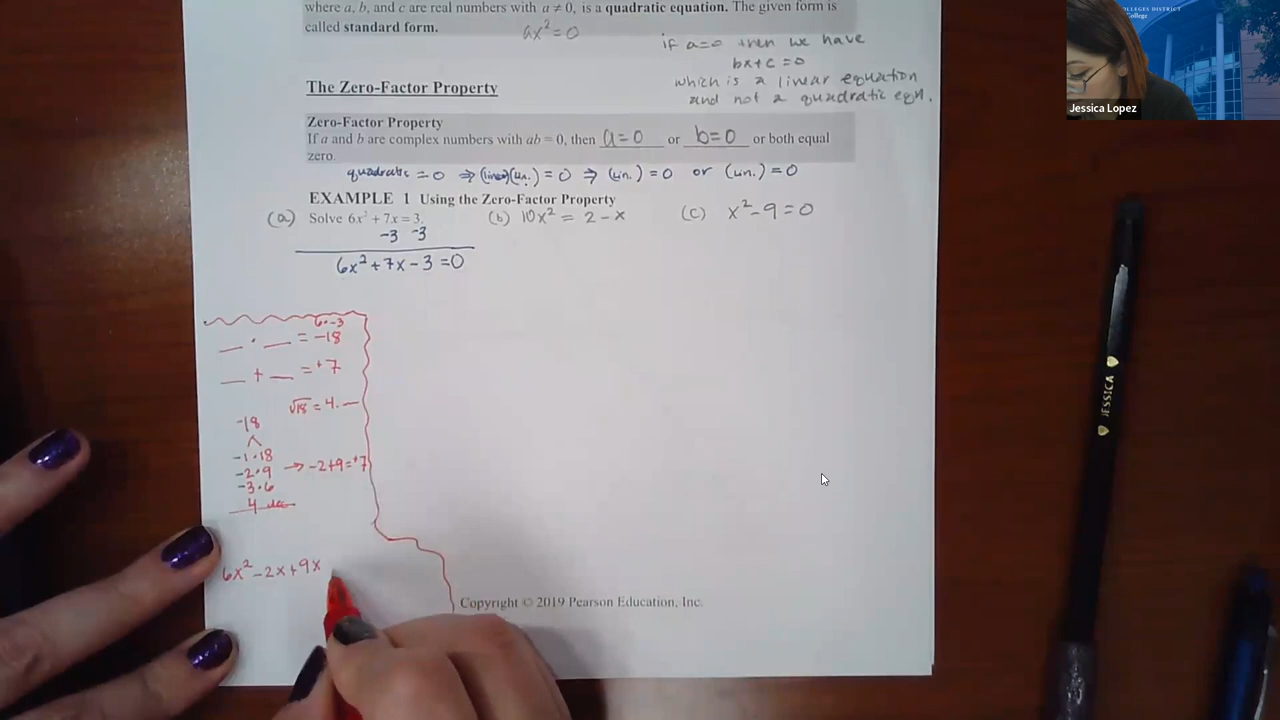 where a, b, and c are real numbers with a ≠ 0, is a quadratic equation. The given form is
called standard form.
ax² = 0
if a=0 then we have
bx+c =0
which is a linear equation
and not a quadratic eqn.
The Zero-Factor Property
Zero-Factor Property
If a and b are complex numbers with ab = 0, then a=0 or b=0 or both equal
zero.
quadratic = 0 ⇒ (linear)(Lin.) = 0 ⇒ (Lin.) = 0 or (Lin.) = 0
EXAMPLE 1 Using the Zero-Factor Property
(a) Solve 6x² + 7x = 3. (b) 10x² = 2 - x (c) x² - 9 = 0
-3 -3
6x² + 7x - 3 = 0
6·-3
__ · __ = -18
__ + __ = +7
√18 = 4. —
-18
-1·18
-2·9 → -2+9=+7
-3·6
4
6x² - 2x + 9x
Copyright © 2019 Pearson Education, Inc.
COLLEGES DISTRICT
College
Jessica Lopez
JESSICA